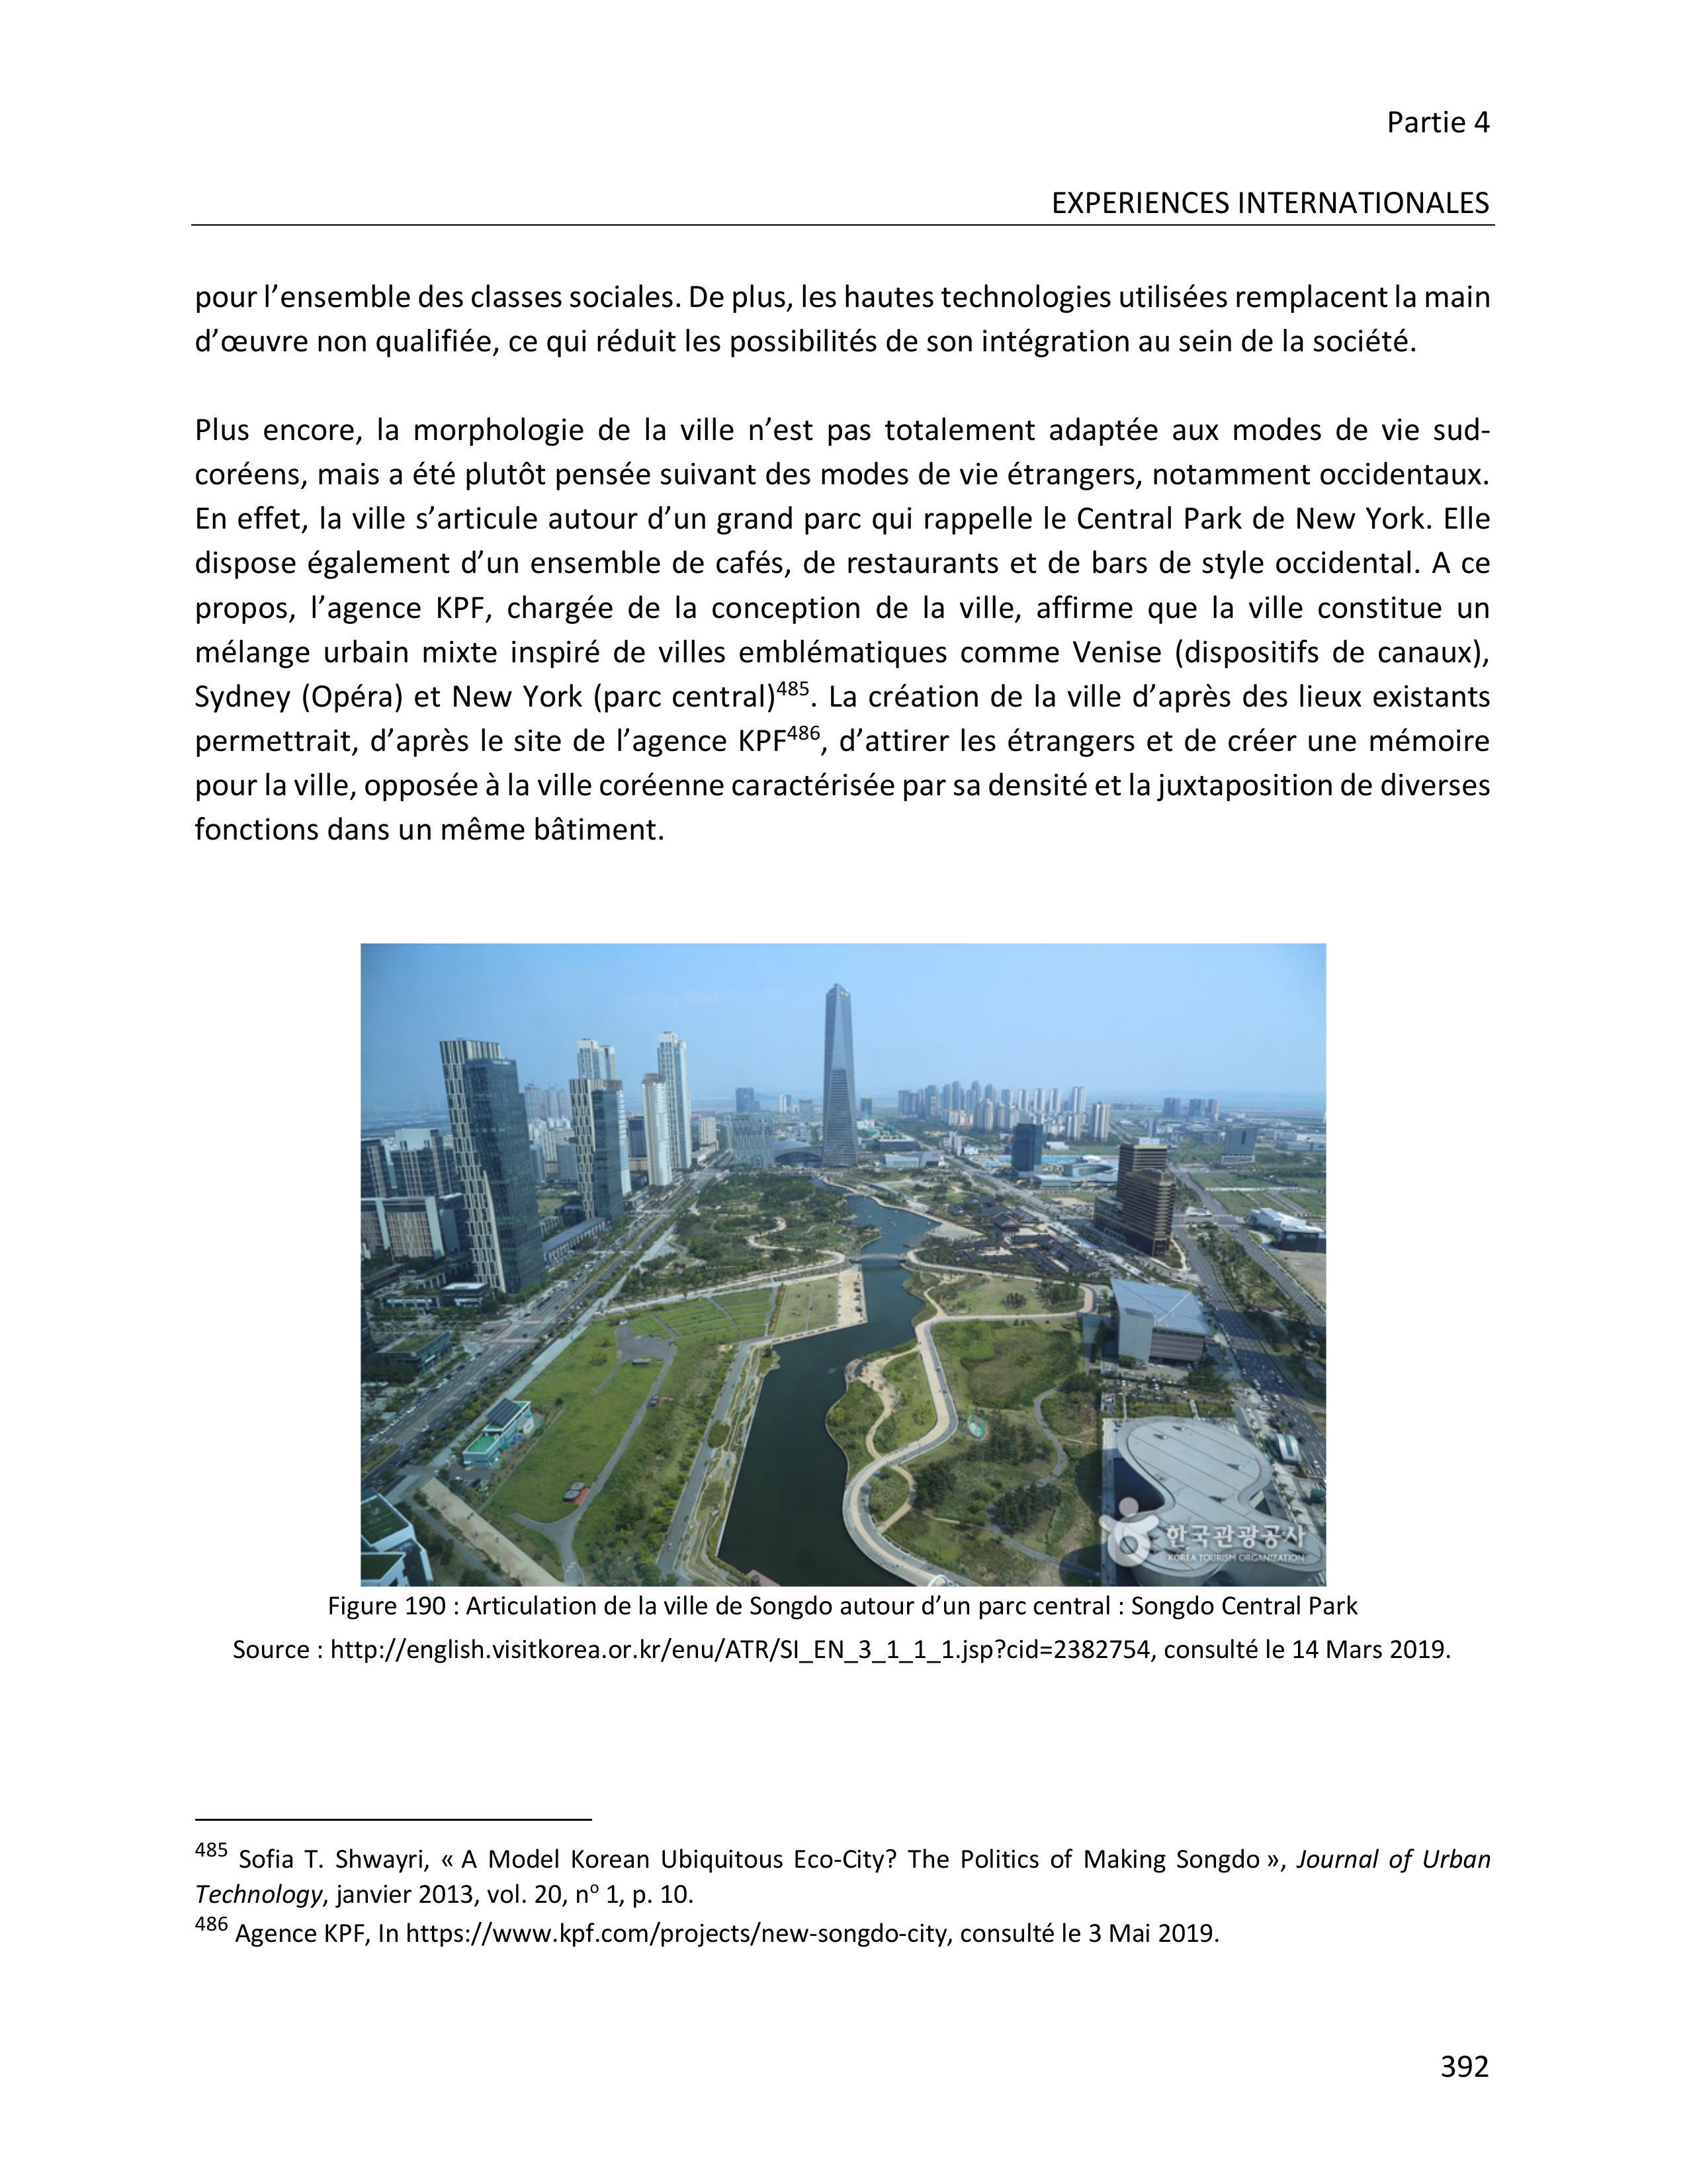 Partie 4
EXPERIENCES INTERNATIONALES
pour l’ensemble des classes sociales. De plus, les hautes technologies utilisées remplacent la main
d’œuvre non qualifiée, ce qui réduit les possibilités de son intégration au sein de la société.
Plus encore, la morphologie de la ville n’est pas totalement adaptée aux modes de vie sud-
coréens, mais a été plutôt pensée suivant des modes de vie étrangers, notamment occidentaux.
En effet, la ville s’articule autour d’un grand parc qui rappelle le Central Park de New York. Elle
dispose également d’un ensemble de cafés, de restaurants et de bars de style occidental. A ce
propos, l’agence KPF, chargée de la conception de la ville, affirme que la ville constitue un
mélange urbain mixte inspiré de villes emblématiques comme Venise (dispositifs de canaux),
Sydney (Opéra) et New York (parc central)485. La création de la ville d’après des lieux existants
permettrait, d’après le site de l’agence KPF486, d’attirer les étrangers et de créer une mémoire
pour la ville, opposée à la ville coréenne caractérisée par sa densité et la juxtaposition de diverses
fonctions dans un même bâtiment.
한국관광공사
KOREA TOURISM ORGANIZATION
Figure 190 : Articulation de la ville de Songdo autour d’un parc central : Songdo Central Park
Source : http://english.visitkorea.or.kr/enu/ATR/SI_EN_3_1_1_1.jsp?cid=2382754, consulté le 14 Mars 2019.
485 Sofia T. Shwayri, « A Model Korean Ubiquitous Eco-City? The Politics of Making Songdo », Journal of Urban
Technology, janvier 2013, vol. 20, no 1, p. 10.
486 Agence KPF, In https://www.kpf.com/projects/new-songdo-city, consulté le 3 Mai 2019.
392